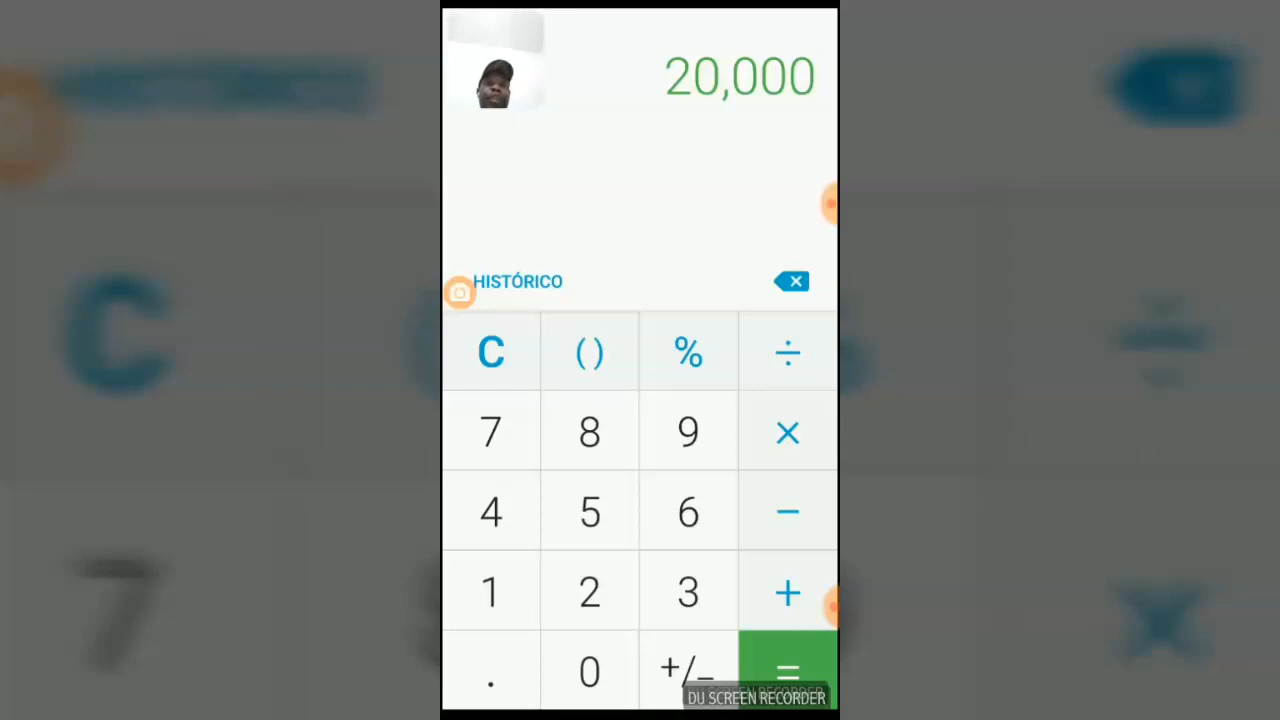 20,000
HISTÓRICO
C ( ) % ÷
7 8 9 ×
4 5 6 −
1 2 3 +
. 0 +/− =
DU SCREEN RECORDER